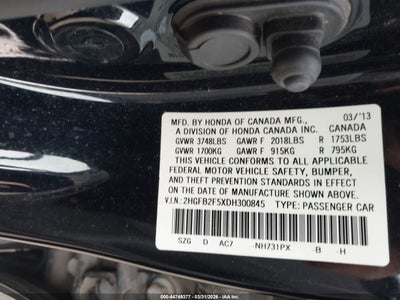 MFD. BY HONDA OF CANADA MFG., 03/'13
A DIVISION OF HONDA CANADA INC. CANADA
GVWR 3748LBS GAWR F 2018LBS R 1753LBS
GVWR 1700KG GAWR F 915KG R 795KG
THIS VEHICLE CONFORMS TO ALL APPLICABLE
FEDERAL MOTOR VEHICLE SAFETY, BUMPER,
AND THEFT PREVENTION STANDARDS IN EFFECT ON
THE DATE OF MANUFACTURE SHOWN ABOVE.
V.I.N.: 2HGFB2F5XDH300845 TYPE: PASSENGER CAR
SZG D AC7 -NH731PX -B -H
000-44749377 - 03/31/2026 - IAA.COM